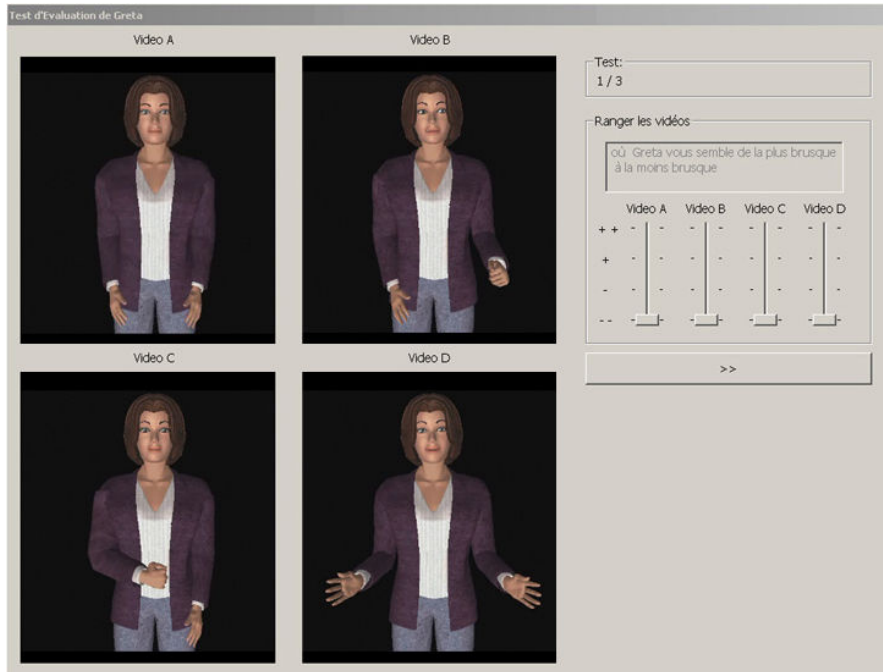 Test d'Evaluation de Greta
Video A Video B
Test:
1 / 3
Ranger les vidéos
où Greta vous semble de la plus brusque
à la moins brusque
Video A Video B Video C Video D
+ +
+
-
- -
>>
Video C Video D